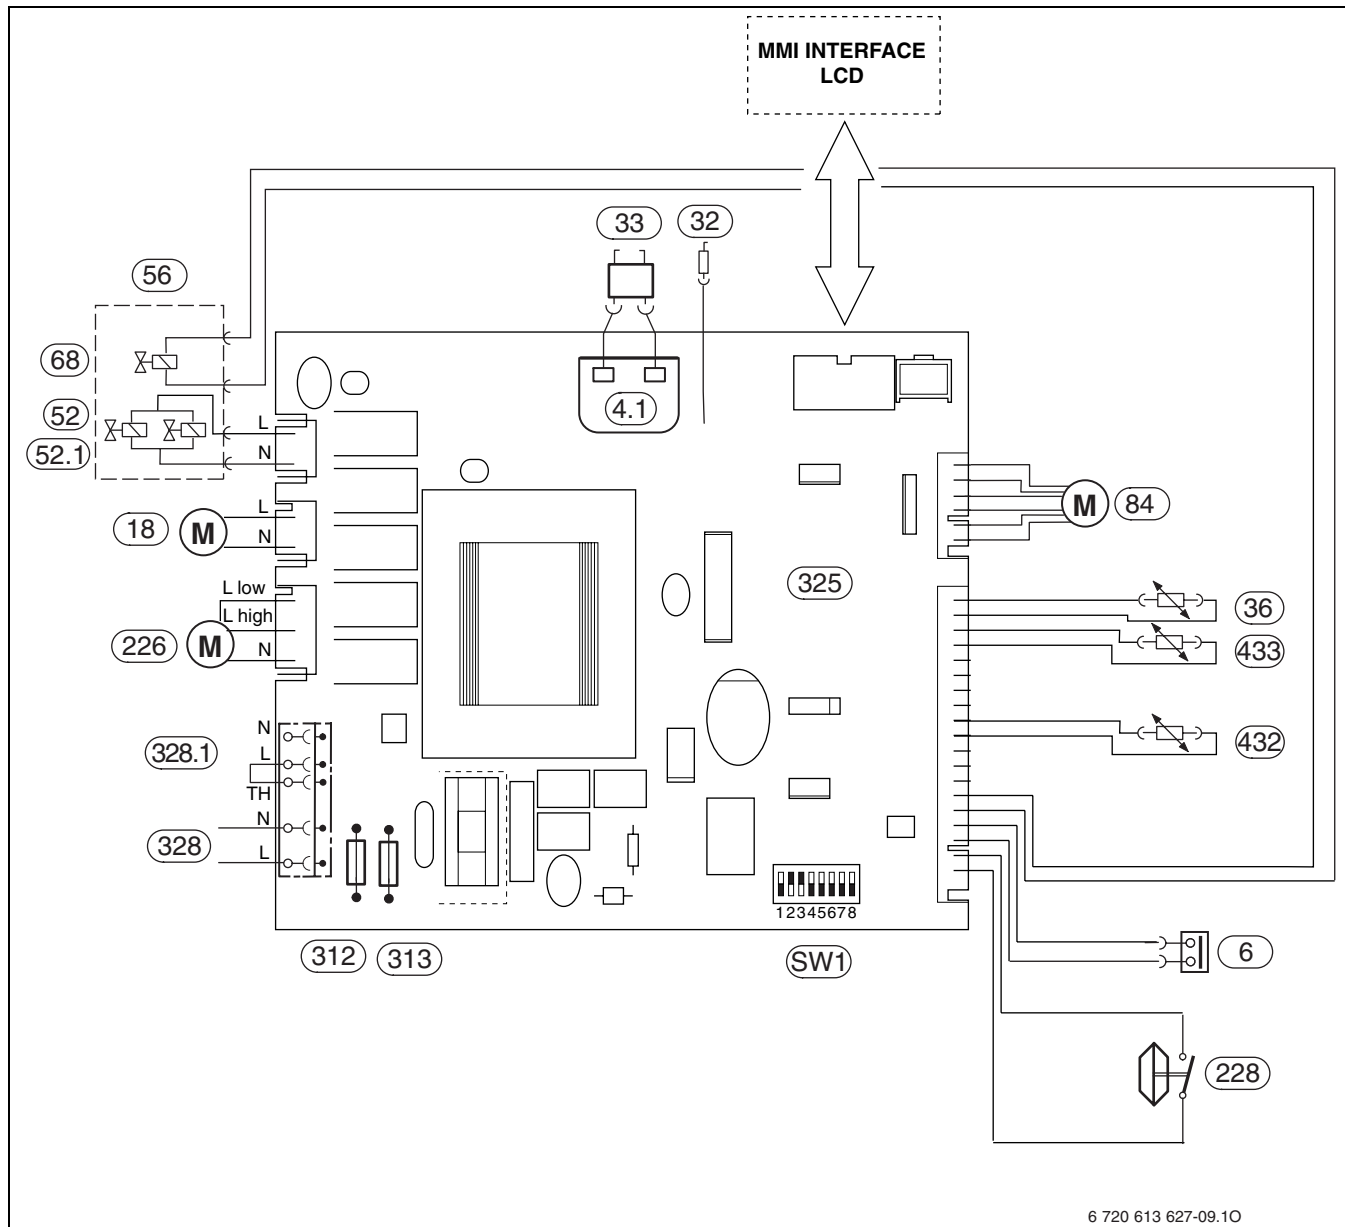 MMI INTERFACE
LCD
33
32
56
68
52
52.1
4.1
L
N
18
L
N
84
325
L low
L high
226
N
36
433
432
328.1
N
L
TH
328
N
L
12345678
312
313
SW1
6
228
6 720 613 627-09.1O